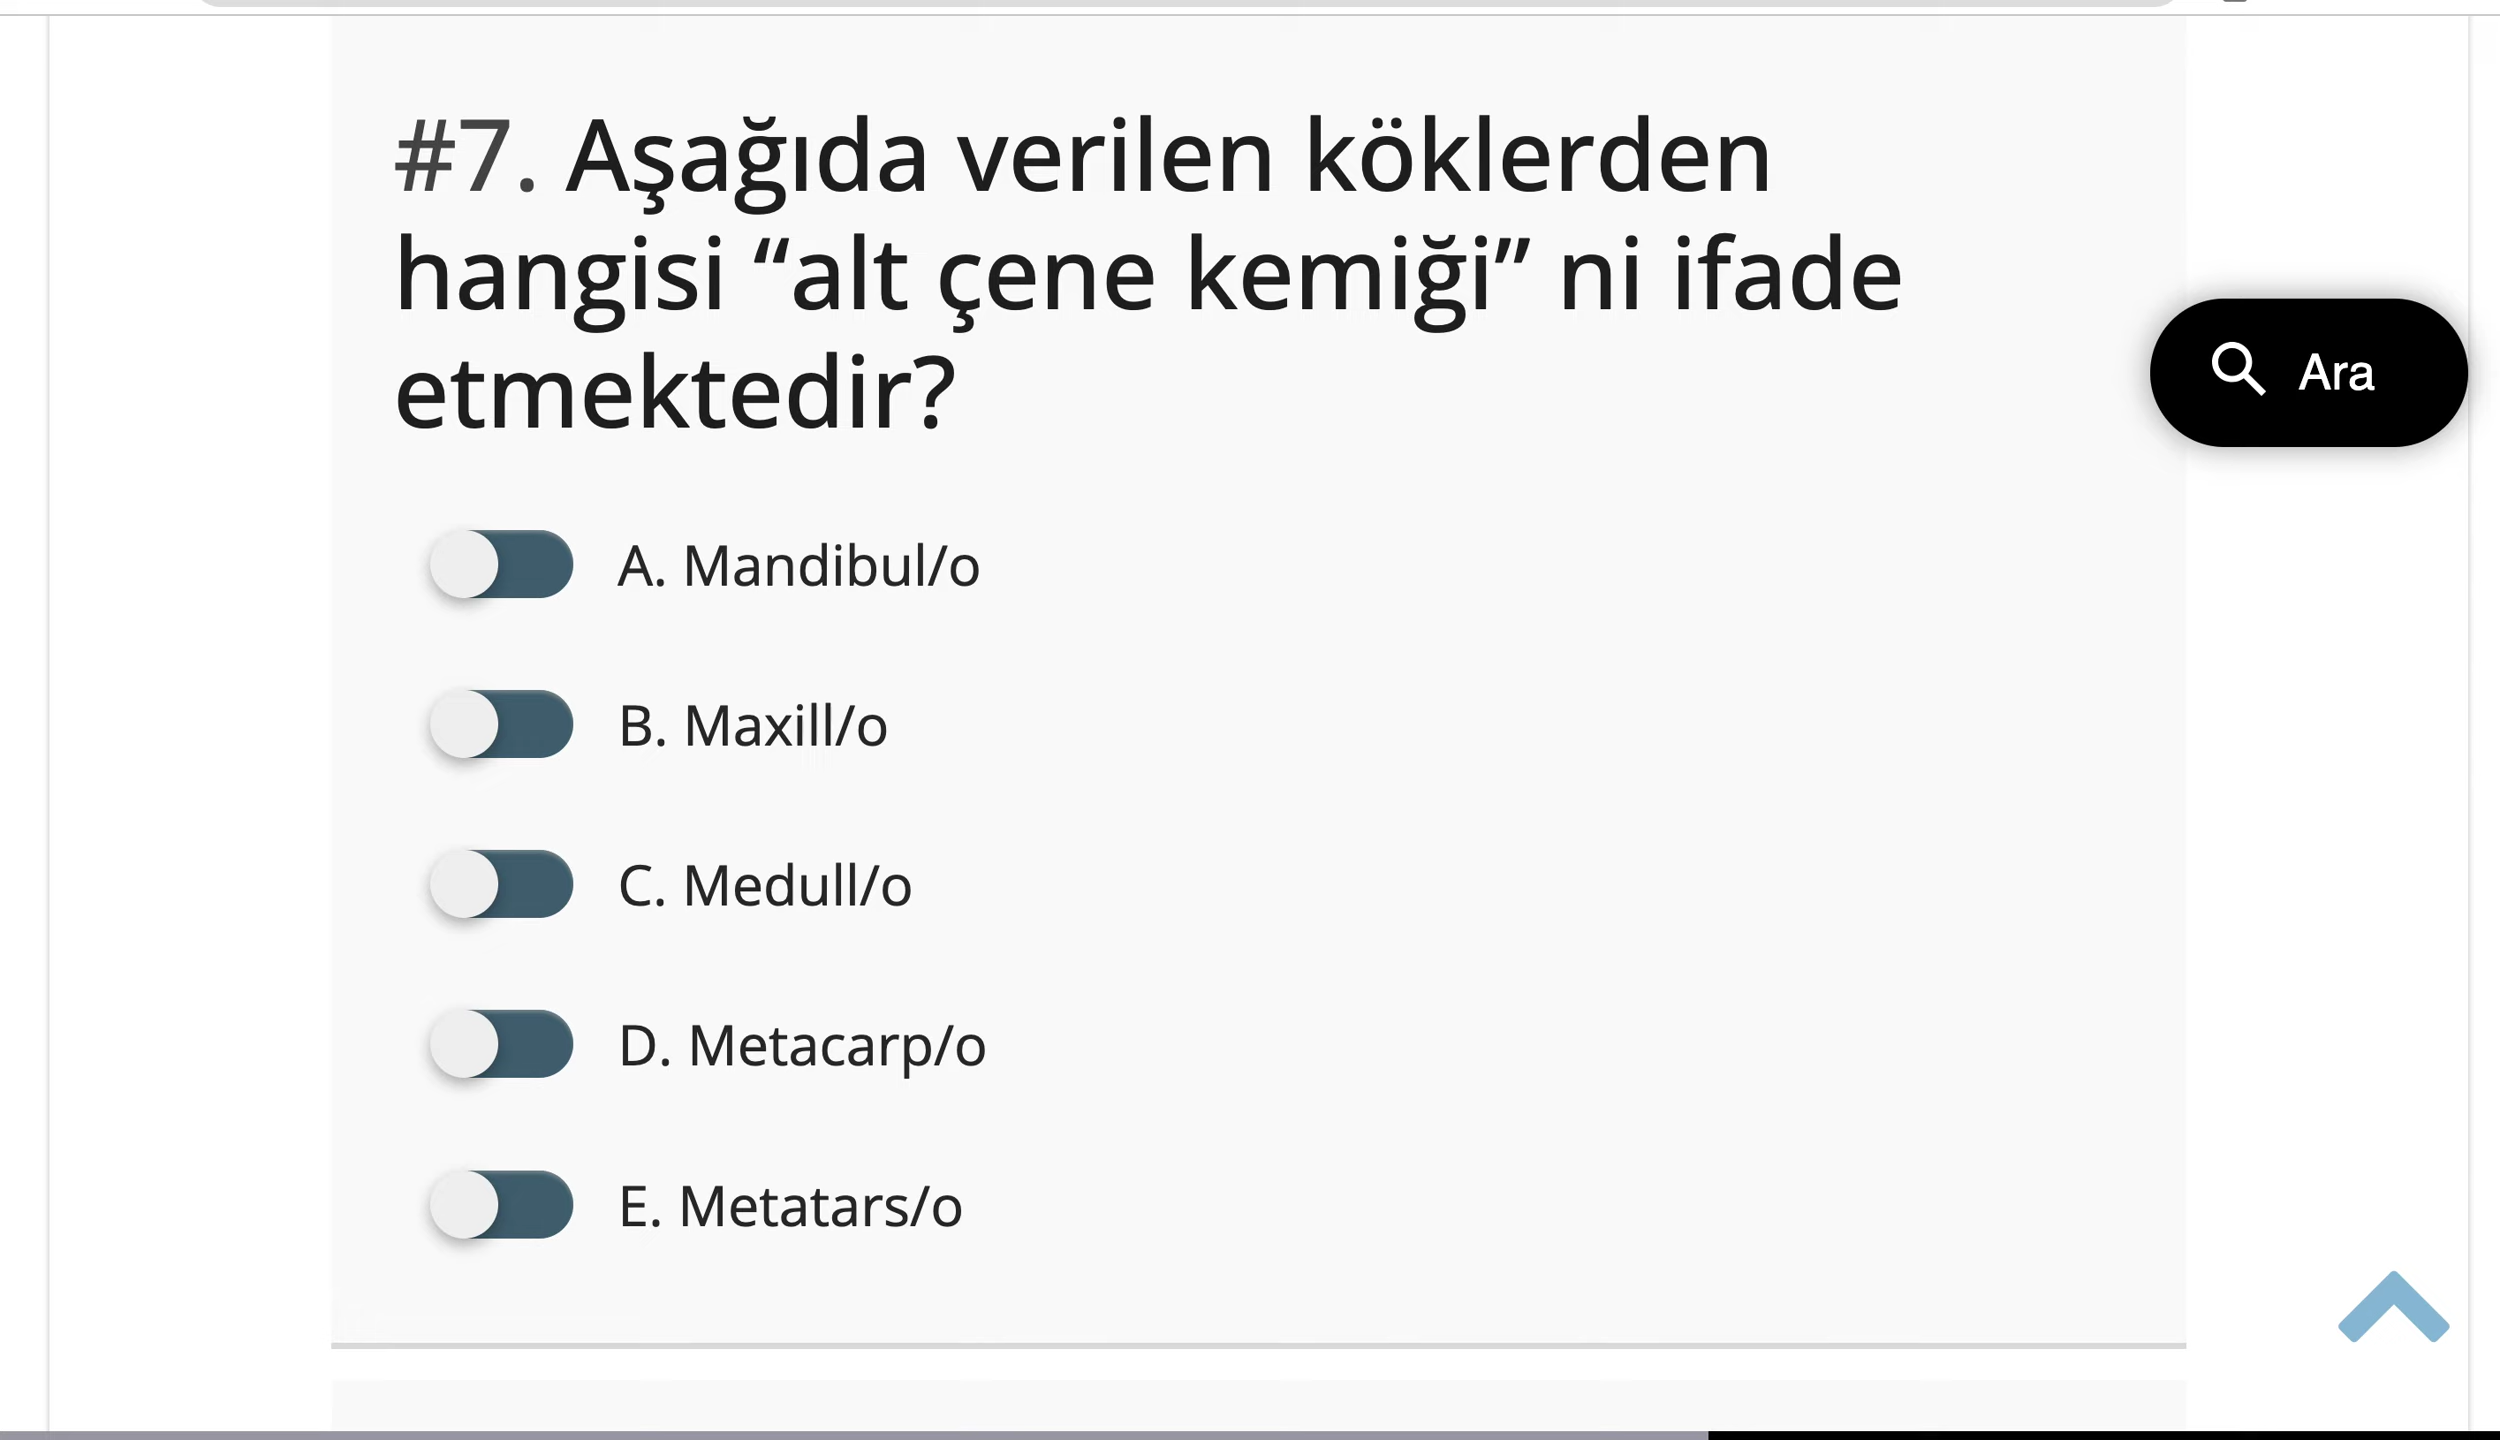 #7. Aşağıda verilen köklerden
hangisi “alt çene kemiği” ni ifade
etmektedir?
Ara
A. Mandibul/o
B. Maxill/o
C. Medull/o
D. Metacarp/o
E. Metatars/o